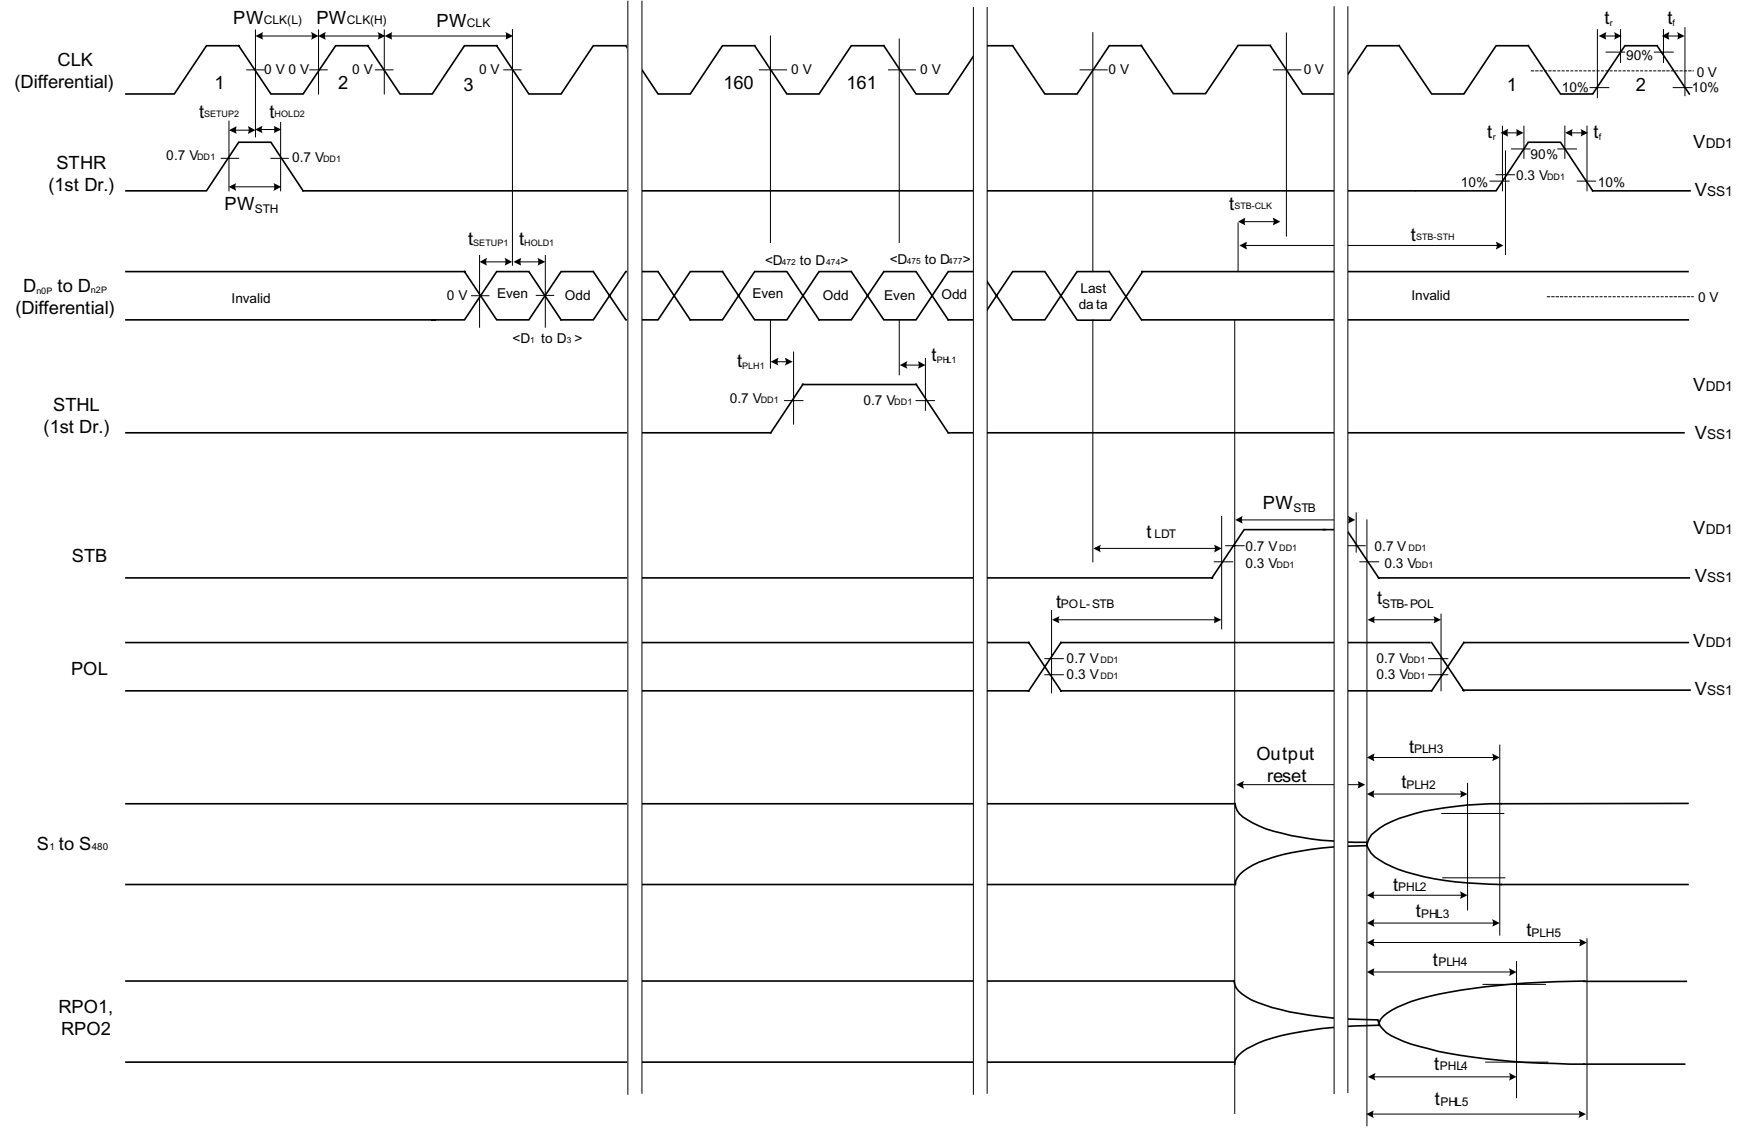 PWCLK(L) PWCLK(H) PWCLK tr tf
CLK
(Differential)
0 V 0 V 0 V 0 V 0 V 0 V 0 V 0 V 90% 0 V
1 2 3 160 161 1 2
10% 10%
tSETUP2 tHOLD2
tr tf
VDD1
STHR
(1st Dr.)
0.7 VDD1 0.7 VDD1
90%
0.3 VDD1
10% 10%
VSS1
PWSTH
tSTB-CLK
tSETUP1 tHOLD1
tSTB-STH
<D472 to D474> <D475 to D477>
Dn0P to Dn2P
(Differential)
Invalid 0 V Even Odd Even Odd Even Odd
Last
data
Invalid 0 V
<D1 to D3 >
tPLH1 tPHL1
STHL
(1st Dr.)
0.7 VDD1 0.7 VDD1
VDD1
VSS1
PWSTB
STB
t LDT
0.7 VDD1 0.7 VDD1
0.3 VDD1 0.3 VDD1
VDD1
VSS1
tPOL-STB tSTB-POL
POL
0.7 VDD1 0.7 VDD1
0.3 VDD1 0.3 VDD1
VDD1
VSS1
Output
reset
tPLH3
tPLH2
S1 to S480
tPHL2
tPHL3
tPLH5
tPLH4
RPO1,
RPO2
tPHL4
tPHL5